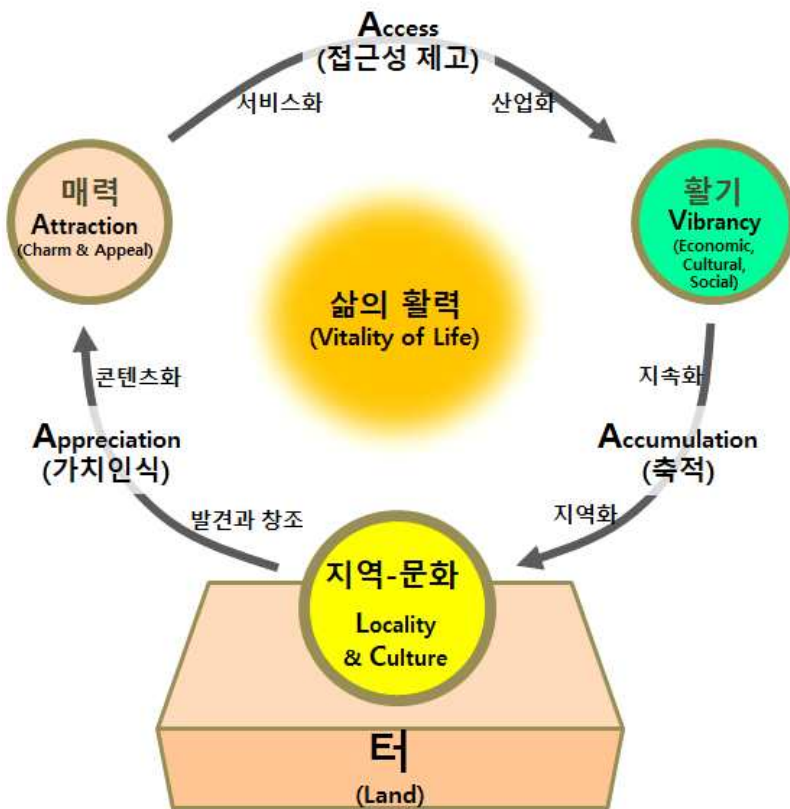 Access
(접근성 제고)
서비스화
산업화
매력
Attraction
(Charm & Appeal)
활기
Vibrancy
(Economic,
Cultural,
Social)
삶의 활력
(Vitality of Life)
콘텐츠화
지속화
Appreciation
(가치인식)
Accumulation
(축적)
발견과 창조
지역화
지역-문화
Locality
& Culture
터
(Land)